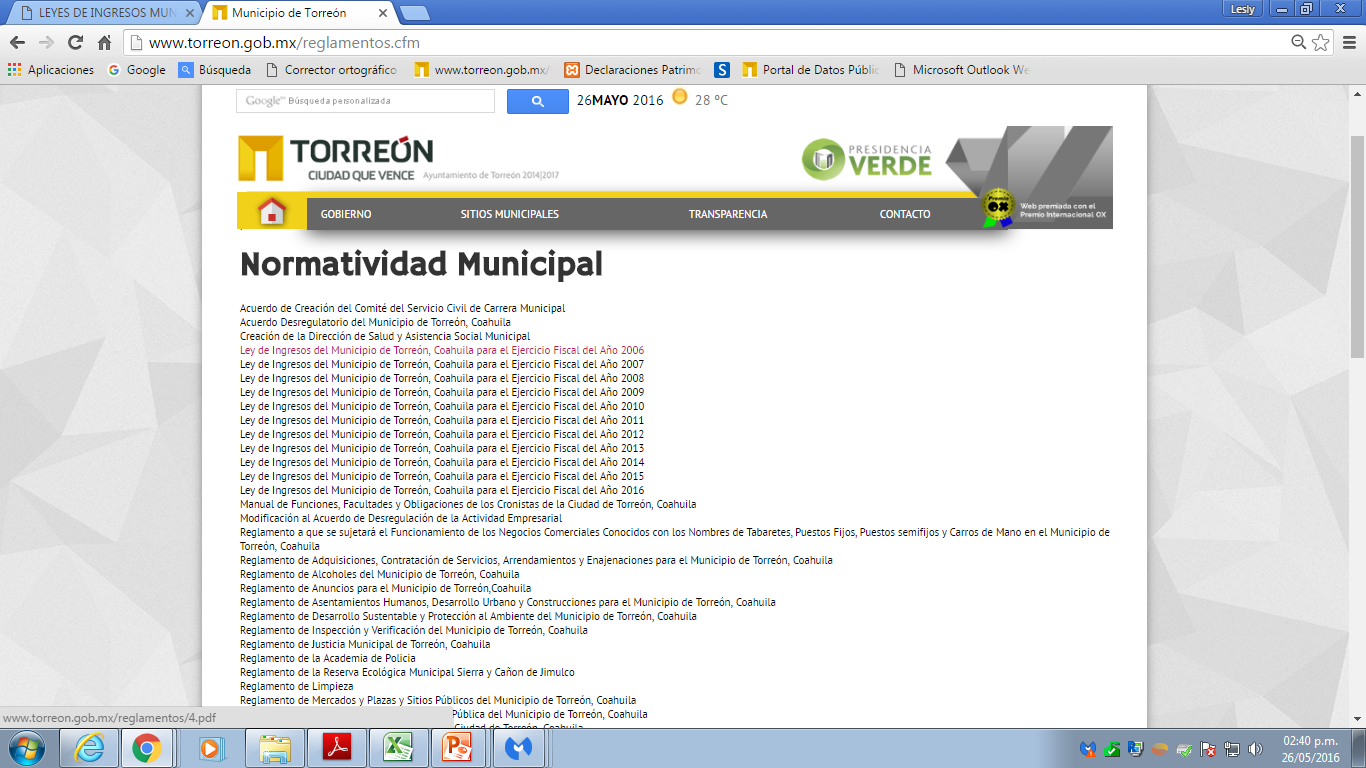 LEYES DE INGRESOS MUN
Municipio de Torreón
Lesly
www.torreon.gob.mx/reglamentos.cfm
Aplicaciones
Google
Búsqueda
Corrector ortográfico
www.torreon.gob.mx/
Declaraciones Patrimo
S
Portal de Datos Públic
Microsoft Outlook We
Google™ Búsqueda personalizada
26MAYO 2016
28 ºC
TORREÓN
CIUDAD QUE VENCE
Ayuntamiento de Torreón 2014|2017
PRESIDENCIA
VERDE
Premio
OX
Web premiada con el
Premio Internacional OX
GOBIERNO
SITIOS MUNICIPALES
TRANSPARENCIA
CONTACTO
Normatividad Municipal
Acuerdo de Creación del Comité del Servicio Civil de Carrera Municipal
Acuerdo Desregulatorio del Municipio de Torreón, Coahuila
Creación de la Dirección de Salud y Asistencia Social Municipal
Ley de Ingresos del Municipio de Torreón, Coahuila para el Ejercicio Fiscal del Año 2006
Ley de Ingresos del Municipio de Torreón, Coahuila para el Ejercicio Fiscal del Año 2007
Ley de Ingresos del Municipio de Torreón, Coahuila para el Ejercicio Fiscal del Año 2008
Ley de Ingresos del Municipio de Torreón, Coahuila para el Ejercicio Fiscal del Año 2009
Ley de Ingresos del Municipio de Torreón, Coahuila para el Ejercicio Fiscal del Año 2010
Ley de Ingresos del Municipio de Torreón, Coahuila para el Ejercicio Fiscal del Año 2011
Ley de Ingresos del Municipio de Torreón, Coahuila para el Ejercicio Fiscal del Año 2012
Ley de Ingresos del Municipio de Torreón, Coahuila para el Ejercicio Fiscal del Año 2013
Ley de Ingresos del Municipio de Torreón, Coahuila para el Ejercicio Fiscal del Año 2014
Ley de Ingresos del Municipio de Torreón, Coahuila para el Ejercicio Fiscal del Año 2015
Ley de Ingresos del Municipio de Torreón, Coahuila para el Ejercicio Fiscal del Año 2016
Manual de Funciones, Facultades y Obligaciones de los Cronistas de la Ciudad de Torreón, Coahuila
Modificación al Acuerdo de Desregulación de la Actividad Empresarial
Reglamento a que se sujetará el Funcionamiento de los Negocios Comerciales Conocidos con los Nombres de Tabaretes, Puestos Fijos, Puestos semifijos y Carros de Mano en el Municipio de
Torreón, Coahuila
Reglamento de Adquisiciones, Contratación de Servicios, Arrendamientos y Enajenaciones para el Municipio de Torreón, Coahuila
Reglamento de Alcoholes del Municipio de Torreón, Coahuila
Reglamento de Anuncios para el Municipio de Torreón,Coahuila
Reglamento de Asentamientos Humanos, Desarrollo Urbano y Construcciones para el Municipio de Torreón, Coahuila
Reglamento de Desarrollo Sustentable y Protección al Ambiente del Municipio de Torreón, Coahuila
Reglamento de Inspección y Verificación del Municipio de Torreón, Coahuila
Reglamento de Justicia Municipal de Torreón, Coahuila
Reglamento de la Academia de Policia
Reglamento de la Reserva Ecológica Municipal Sierra y Cañon de Jimulco
Reglamento de Limpieza
Reglamento de Mercados y Plazas y Sitios Públicos del Municipio de Torreón, Coahuila
Pública del Municipio de Torreón, Coahuila
Ciudad de Torreón, Coahuila
www.torreon.gob.mx/reglamentos/4.pdf
02:40 p.m.
26/05/2016